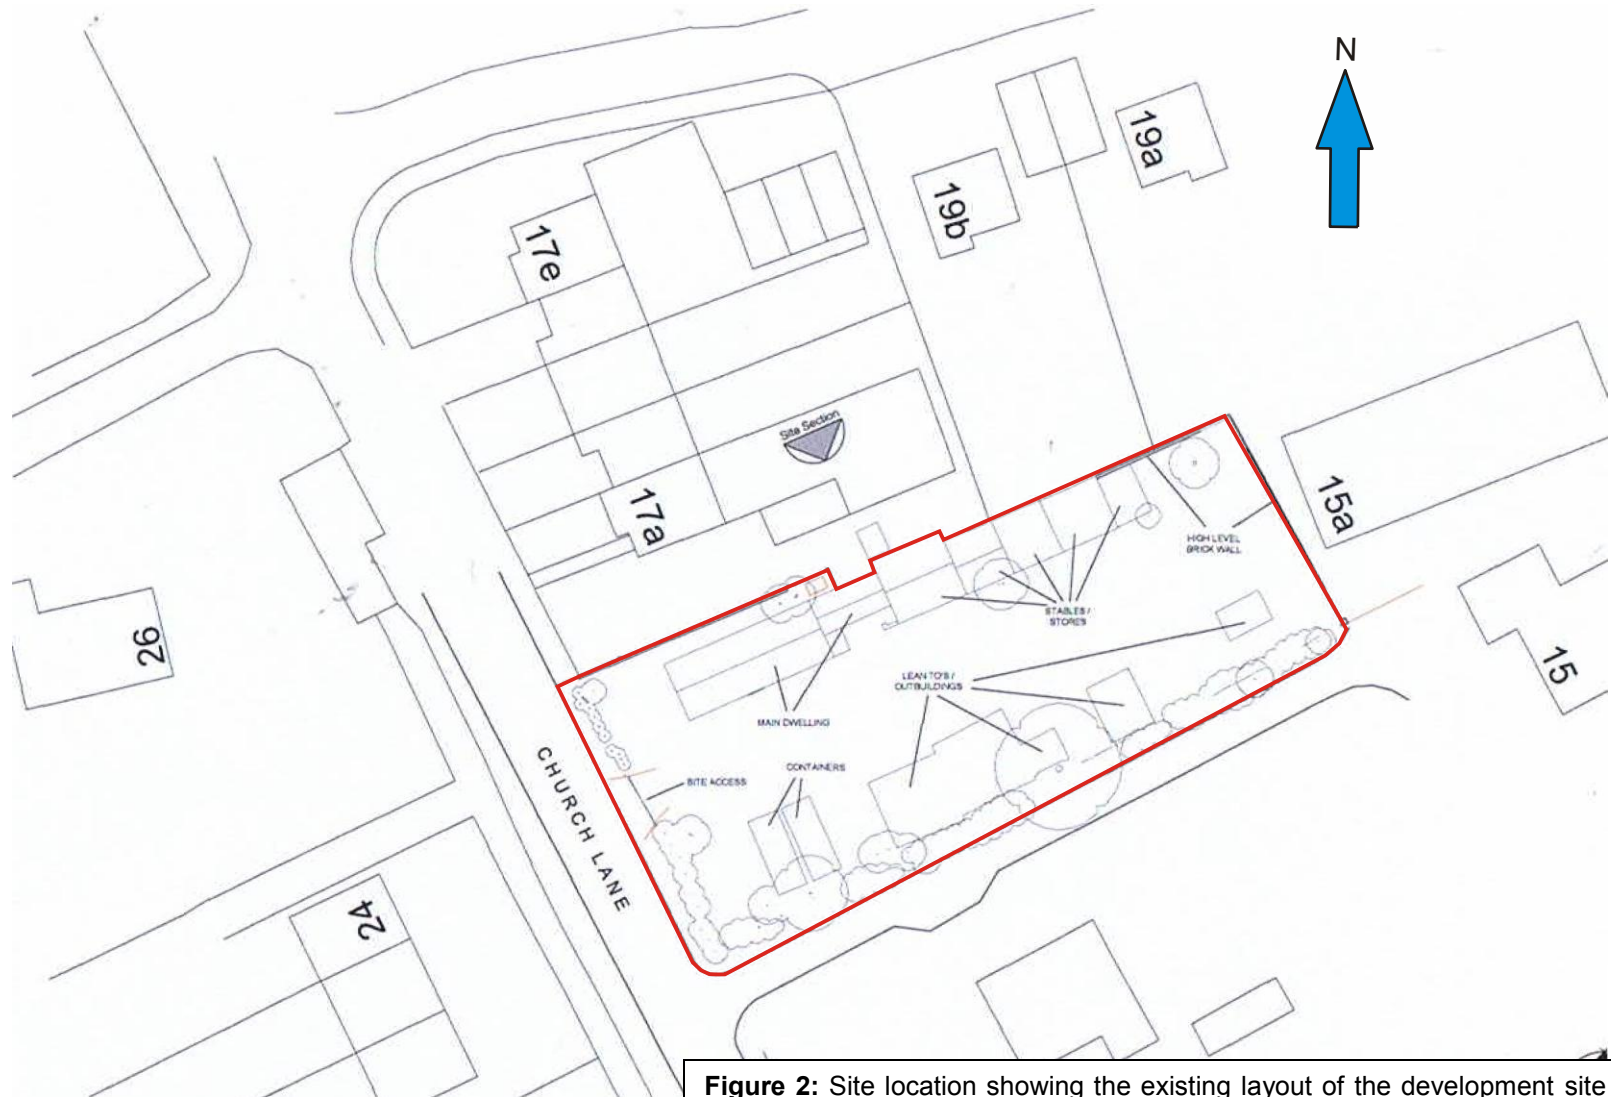 N
19a
19b
17e
Site Section
17a
15a
HIGH LEVEL
BRICK WALL
STABLES /
STORES
26
15
LEAN TO'S /
OUTBUILDINGS
MAIN DWELLING
CONTAINERS
SITE ACCESS
CHURCH LANE
24
Figure 2: Site location showing the existing layout of the development site